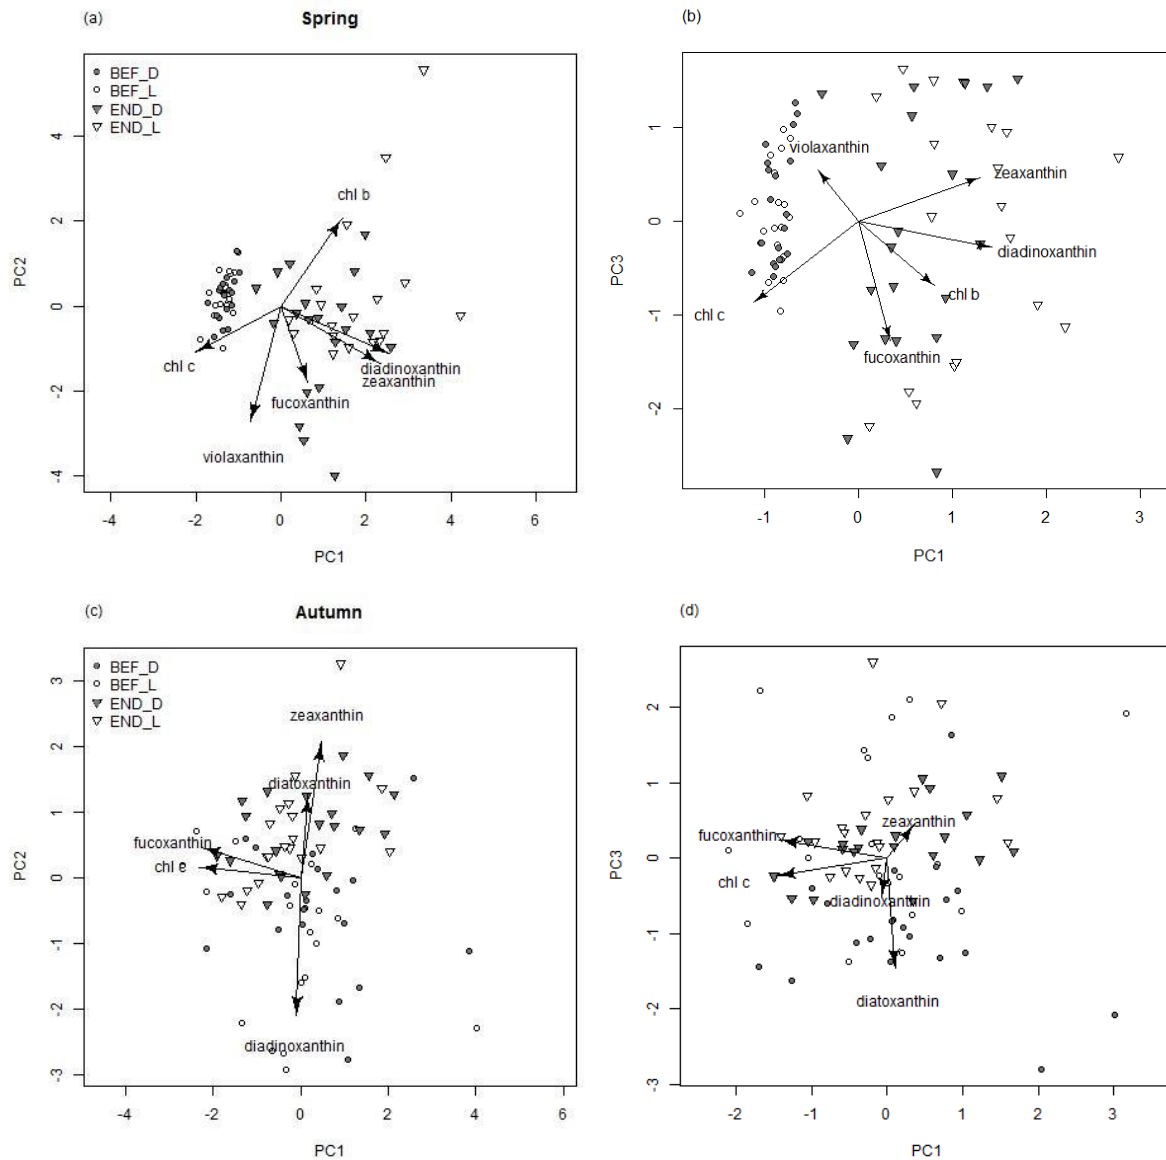 (a)
Spring
BEF_D
BEF_L
END_D
END_L
chl b
chl c
diadinoxanthin
zeaxanthin
fucoxanthin
violaxanthin
4
2
0
-2
-4
PC2
-4 -2 0 2 4 6
PC1
(b)
violaxanthin
zeaxanthin
diadinoxanthin
chl b
chl c
fucoxanthin
1
0
-1
-2
PC3
-1 0 1 2 3
PC1
(c)
Autumn
BEF_D
BEF_L
END_D
END_L
zeaxanthin
diatoxanthin
fucoxanthin
chl c
diadinoxanthin
3
2
1
0
-1
-2
-3
PC2
-4 -2 0 2 4 6
PC1
(d)
zeaxanthin
fucoxanthin
chl c
diadinoxanthin
diatoxanthin
2
1
0
-1
-2
-3
PC3
-2 -1 0 1 2 3
PC1